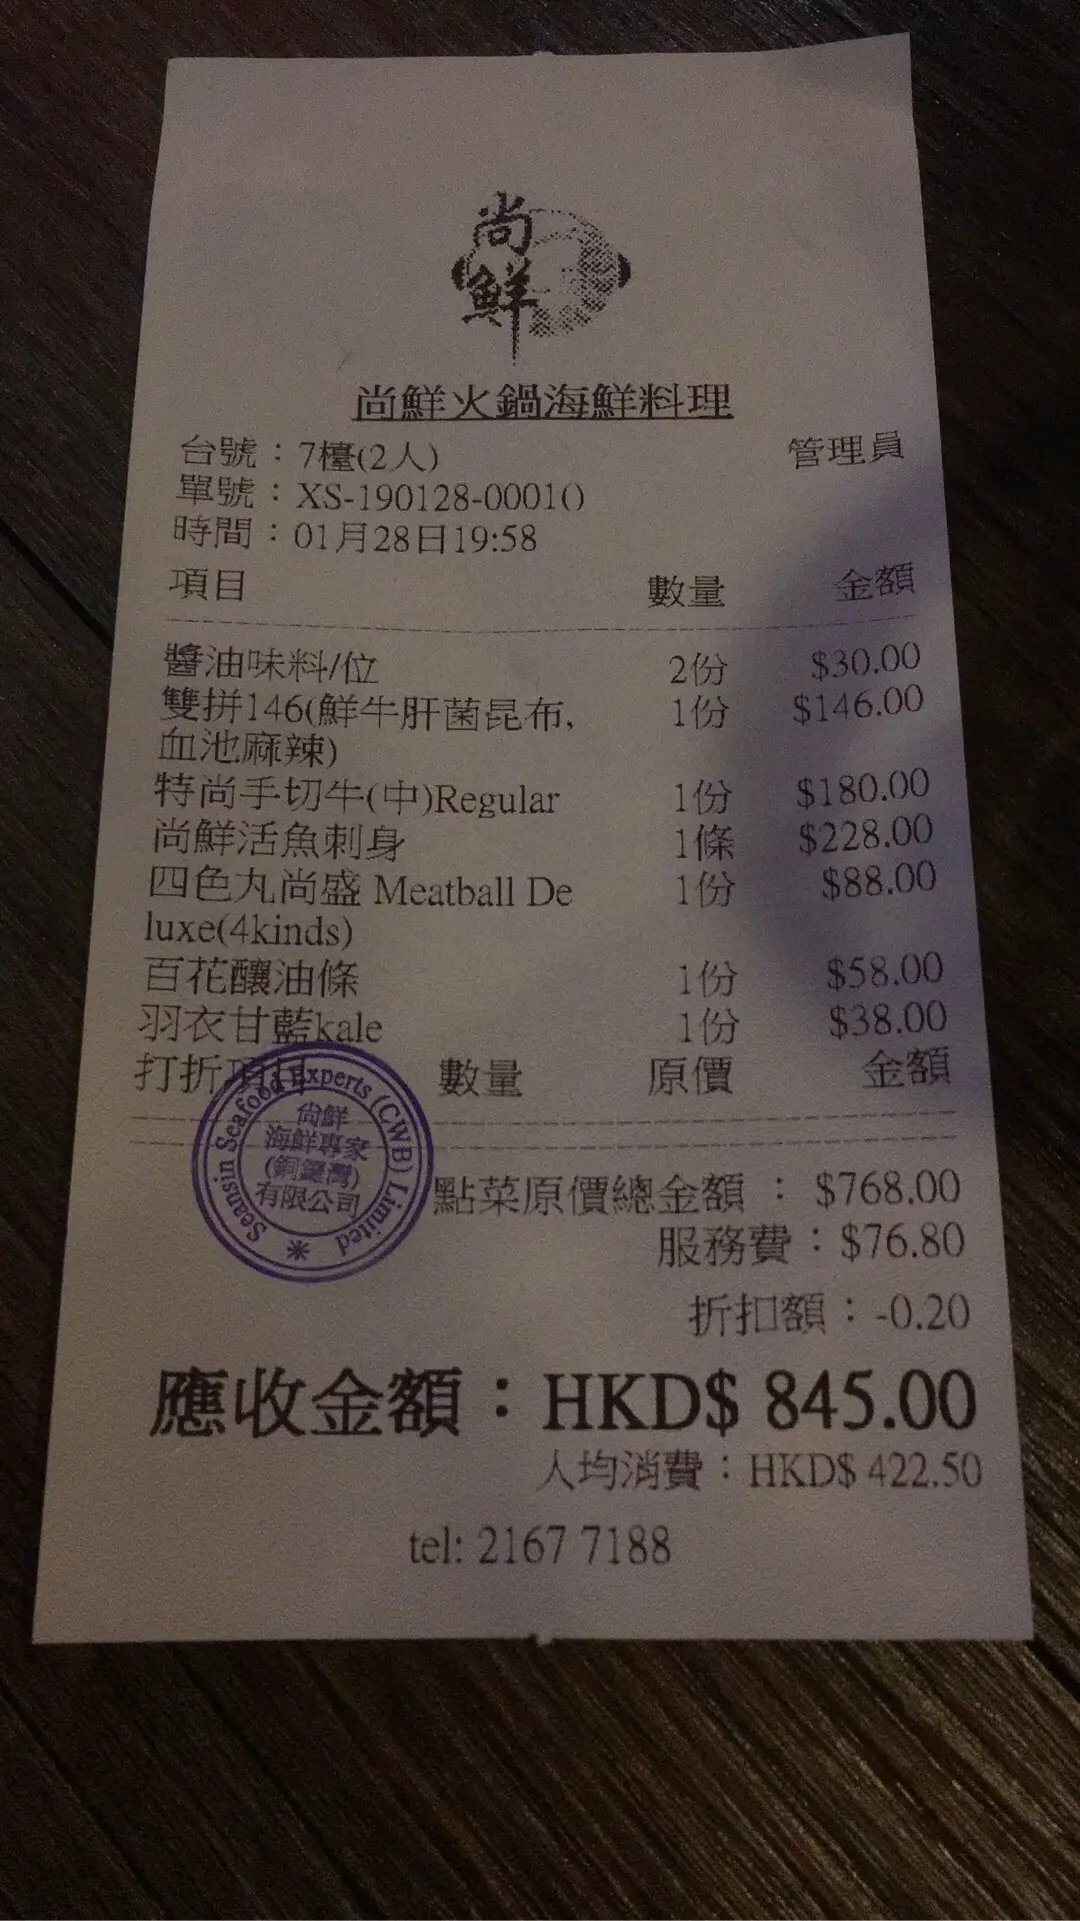 尚
鮮
尚鮮火鍋海鮮料理
台號：7檯(2人) 管理員
單號：XS-190128-0001()
時間：01月28日19:58
項目 數量 金額
醬油味料/位 2份 $30.00
雙拼146(鮮牛肝菌昆布, 1份 $146.00
血池麻辣)
特尚手切牛(中)Regular 1份 $180.00
尚鮮活魚刺身 1條 $228.00
四色丸尚盛 Meatball De 1份 $88.00
luxe(4kinds)
百花釀油條 1份 $58.00
羽衣甘藍kale 1份 $38.00
打折項目 數量 原價 金額
Seansin Seafood Experts (CWB) Limited
尙鮮
海鮮專家
(銅鑼灣)
有限公司
點菜原價總金額：$768.00
服務費：$76.80
折扣額：-0.20
應收金額：HKD$ 845.00
人均消費：HKD$ 422.50
tel: 2167 7188